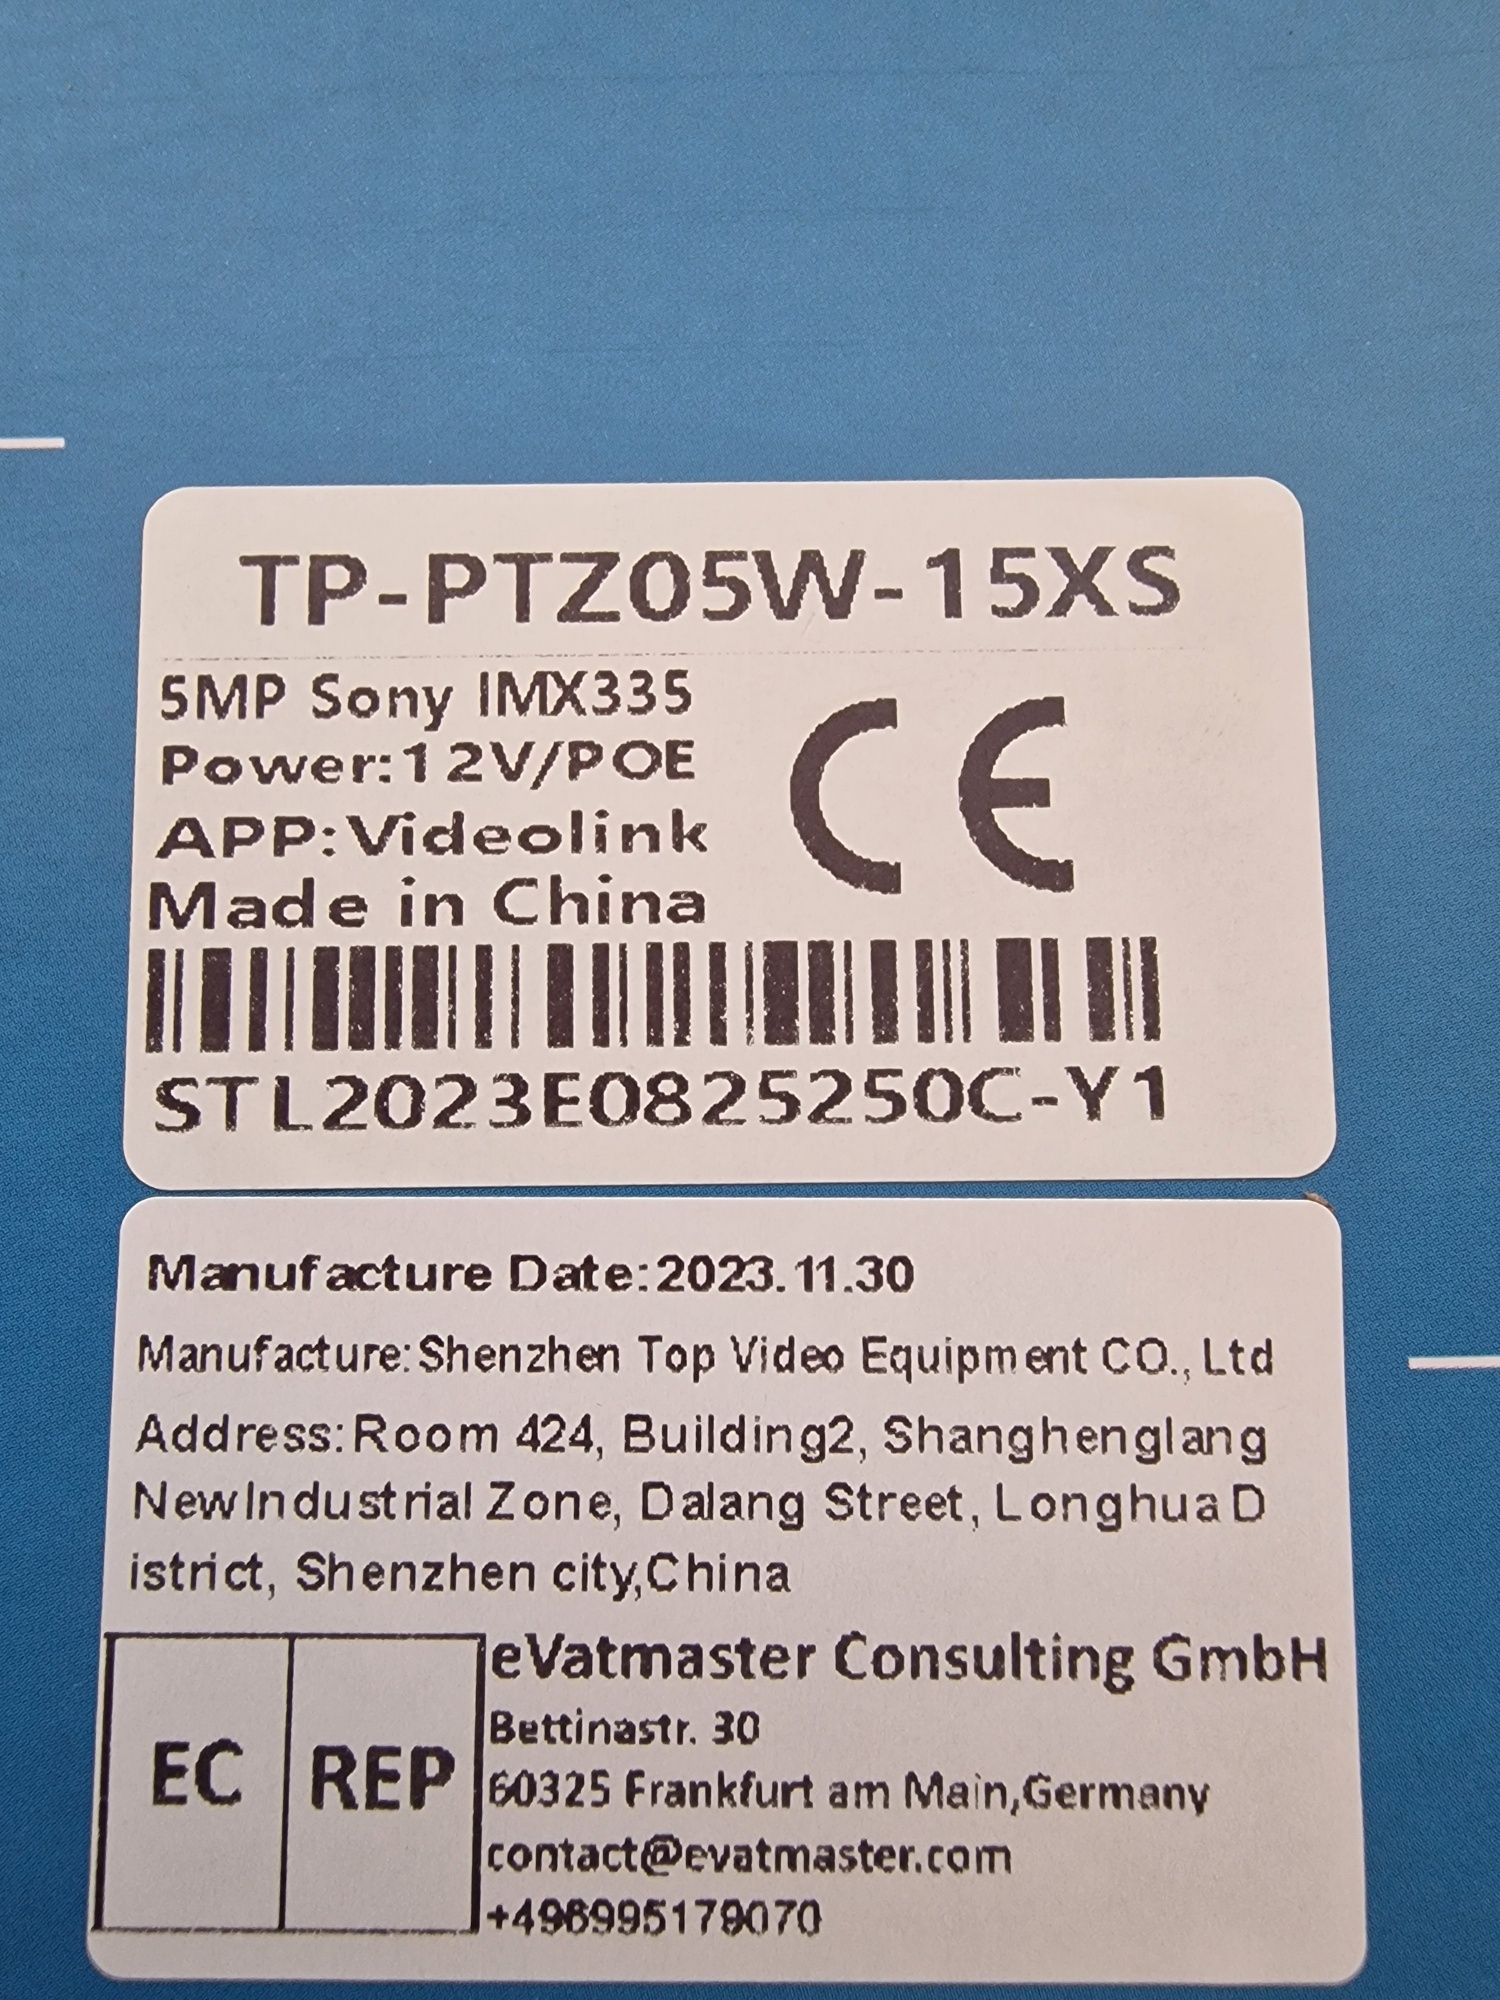 TP-PTZ05W-15XS
5MP Sony IMX335
Power:12V/POE
APP:Videolink
Made in China
CE
STL2023E0825250C-Y1
Manufacture Date:2023.11.30
Manufacture:Shenzhen Top Video Equipment CO., Ltd
Address:Room 424, Building2, Shanghenglang
NewIndustrial Zone, Dalang Street, Longhua D
istrict, Shenzhen city,China
EC REP
eVatmaster Consulting GmbH
Bettinastr. 30
60325 Frankfurt am Main,Germany
contact@evatmaster.com
+496995179070